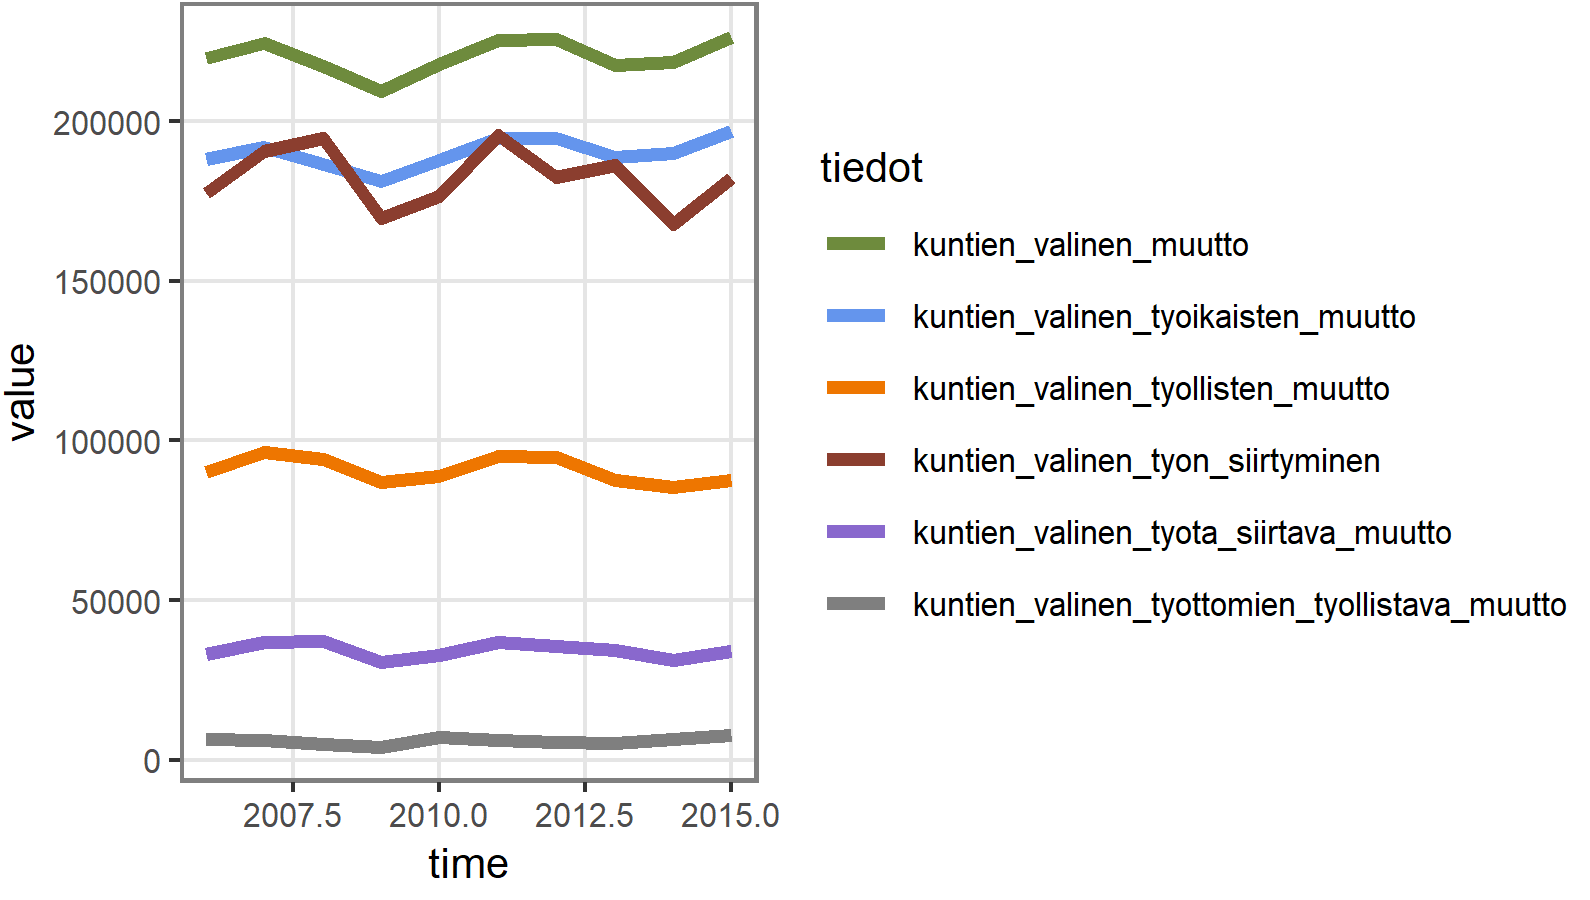 200000
150000
100000
50000
0
value
2007.5 2010.0 2012.5 2015.0
time
tiedot
kuntien_valinen_muutto
kuntien_valinen_tyoikaisten_muutto
kuntien_valinen_tyollisten_muutto
kuntien_valinen_tyon_siirtyminen
kuntien_valinen_tyota_siirtava_muutto
kuntien_valinen_tyottomien_tyollistava_muutto